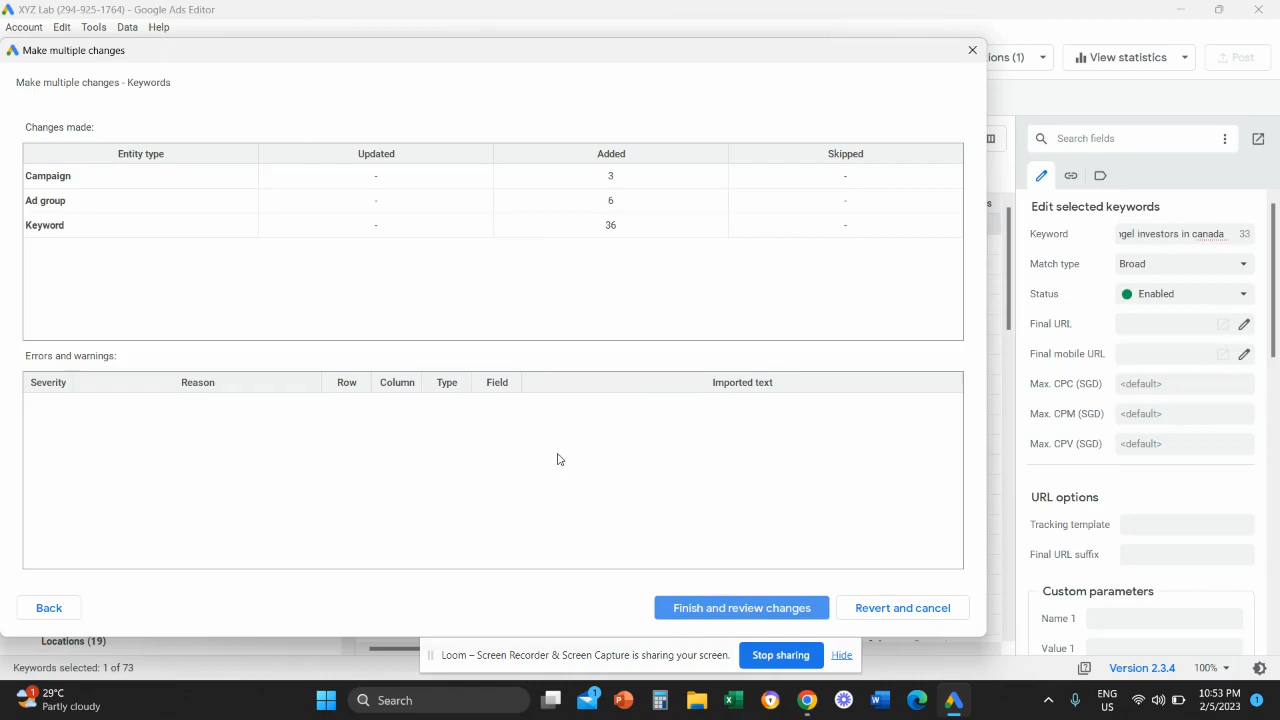 XYZ Lab (294-925-1764) - Google Ads Editor
Account Edit Tools Data Help
Make multiple changes
ions (1) View statistics Post
Make multiple changes - Keywords
Changes made:
Search fields
Entity type Updated Added Skipped
Campaign - 3 -
Ad group - 6 -
Keyword - 36 -
s
Edit selected keywords
Keyword ngel investors in canada 33
Match type Broad
Status Enabled
Final URL
Final mobile URL
Max. CPC (SGD) <default>
Max. CPM (SGD) <default>
Max. CPV (SGD) <default>
Errors and warnings:
Severity Reason Row Column Type Field Imported text
URL options
Tracking template
Final URL suffix
Custom parameters
Name 1
Value 1
Back Finish and review changes Revert and cancel
Locations (19)
Loom – Screen Recorder & Screen Capture is sharing your screen. Stop sharing Hide
Keywords selected: 1 of 73
Version 2.3.4 100%
1
29°C
Partly cloudy
Search
1
ENG
US
10:53 PM
2/5/2023
1